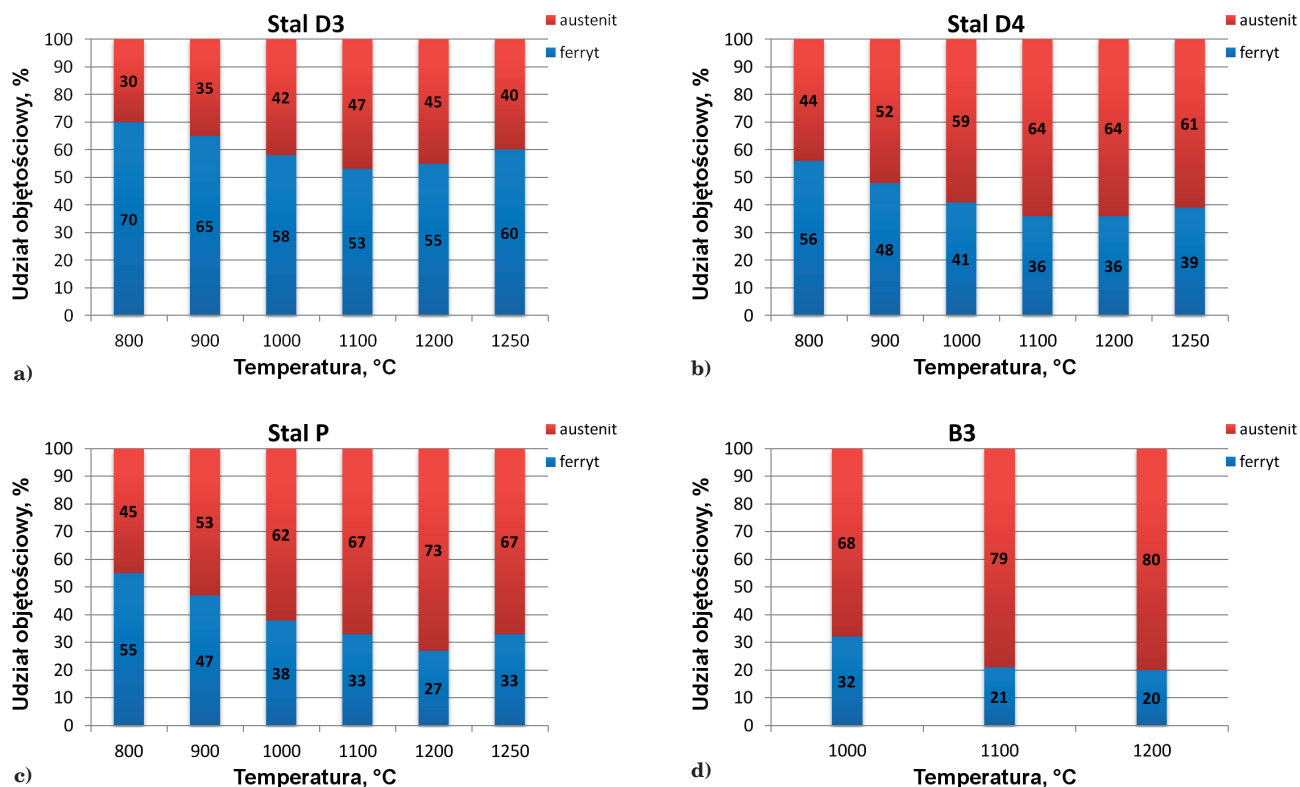 Stal D3
austenit
ferryt
Udział objętościowy, %
100
90
80
70
60
50
40
30
20
10
0
30 35 42 47 45 40
70 65 58 53 55 60
800 900 1000 1100 1200 1250
Temperatura, °C
a)
Stal D4
austenit
ferryt
Udział objętościowy, %
100
90
80
70
60
50
40
30
20
10
0
44 52 59 64 64 61
56 48 41 36 36 39
800 900 1000 1100 1200 1250
Temperatura, °C
b)
Stal P
austenit
ferryt
Udział objętościowy, %
100
90
80
70
60
50
40
30
20
10
0
45 53 62 67 73 67
55 47 38 33 27 33
800 900 1000 1100 1200 1250
Temperatura, °C
c)
B3
austenit
ferryt
Udział objętościowy, %
100
90
80
70
60
50
40
30
20
10
0
68 79 80
32 21 20
1000 1100 1200
Temperatura, °C
d)